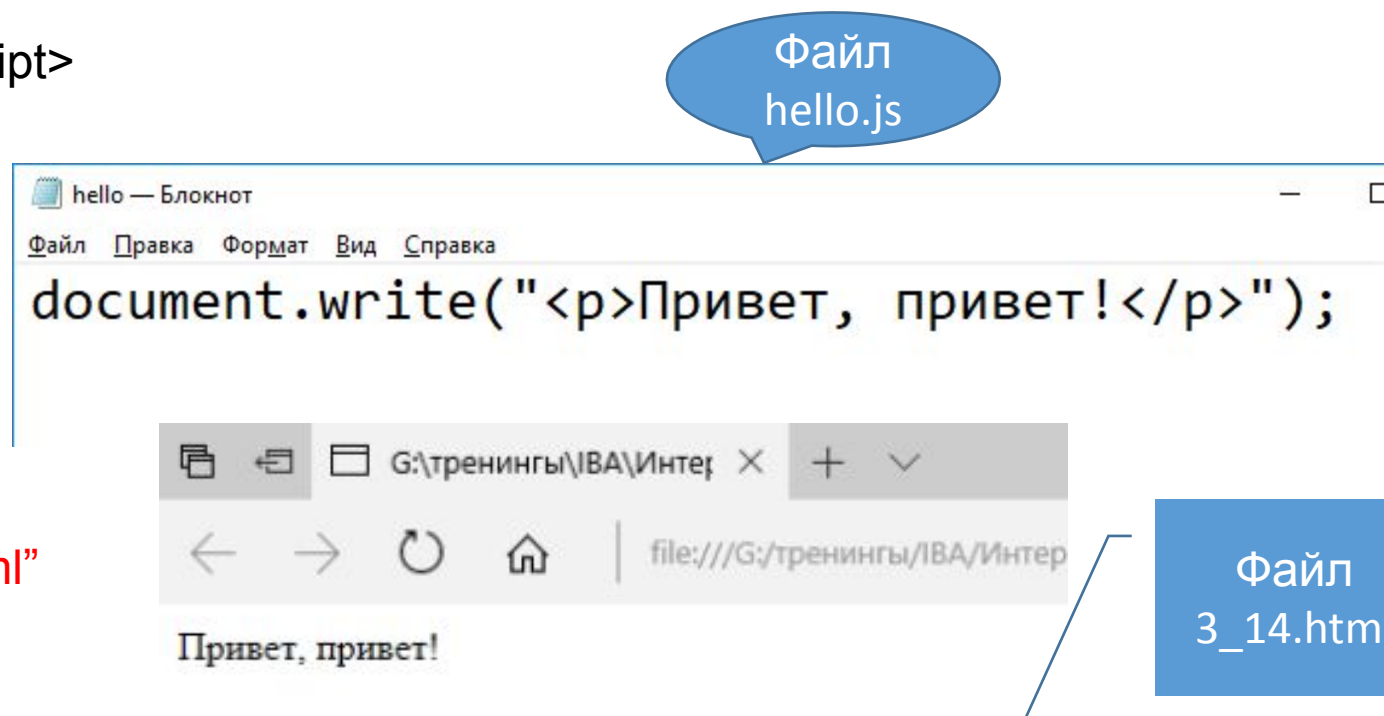 ipt>
Файл
hello.js
hello — Блокнот
Файл Правка Формат Вид Справка
document.write("<p>Привет, привет!</p>");
G:\тренинги\IBA\Интер
file:///G:/тренинги/IBA/Интер
ml”
Привет, привет!
Файл
3_14.htm